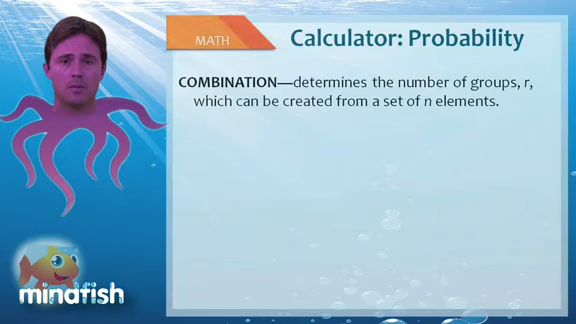 MATH
Calculator: Probability
COMBINATION—determines the number of groups, r,
which can be created from a set of n elements.
minafish